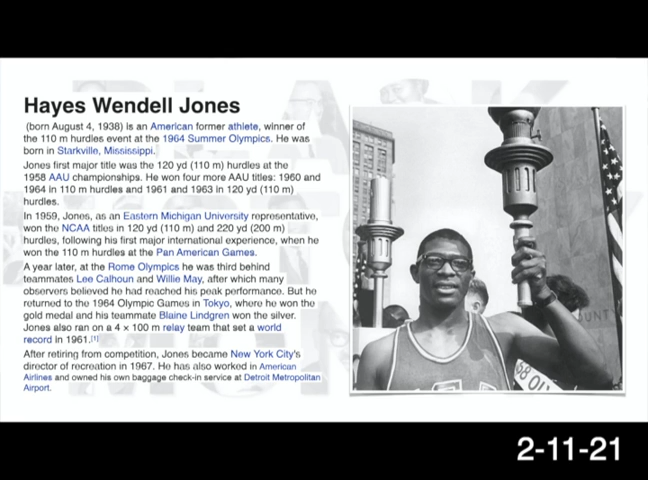 Hayes Wendell Jones
(born August 4, 1938) is an American former athlete, winner of
the 110 m hurdles event at the 1964 Summer Olympics. He was
born in Starkville, Mississippi.
Jones first major title was the 120 yd (110 m) hurdles at the
1958 AAU championships. He won four more AAU titles: 1960 and
1964 in 110 m hurdles and 1961 and 1963 in 120 yd (110 m)
hurdles.
In 1959, Jones, as an Eastern Michigan University representative,
won the NCAA titles in 120 yd (110 m) and 220 yd (200 m)
hurdles, following his first major international experience, when he
won the 110 m hurdles at the Pan American Games.
A year later, at the Rome Olympics he was third behind
teammates Lee Calhoun and Willie May, after which many
observers believed he had reached his peak performance. But he
returned to the 1964 Olympic Games in Tokyo, where he won the
gold medal and his teammate Blaine Lindgren won the silver.
Jones also ran on a 4 × 100 m relay team that set a world
record in 1961.[1]
After retiring from competition, Jones became New York City's
director of recreation in 1967. He has also worked in American
Airlines and owned his own baggage check-in service at Detroit Metropolitan
Airport.
68 OL
2-11-21